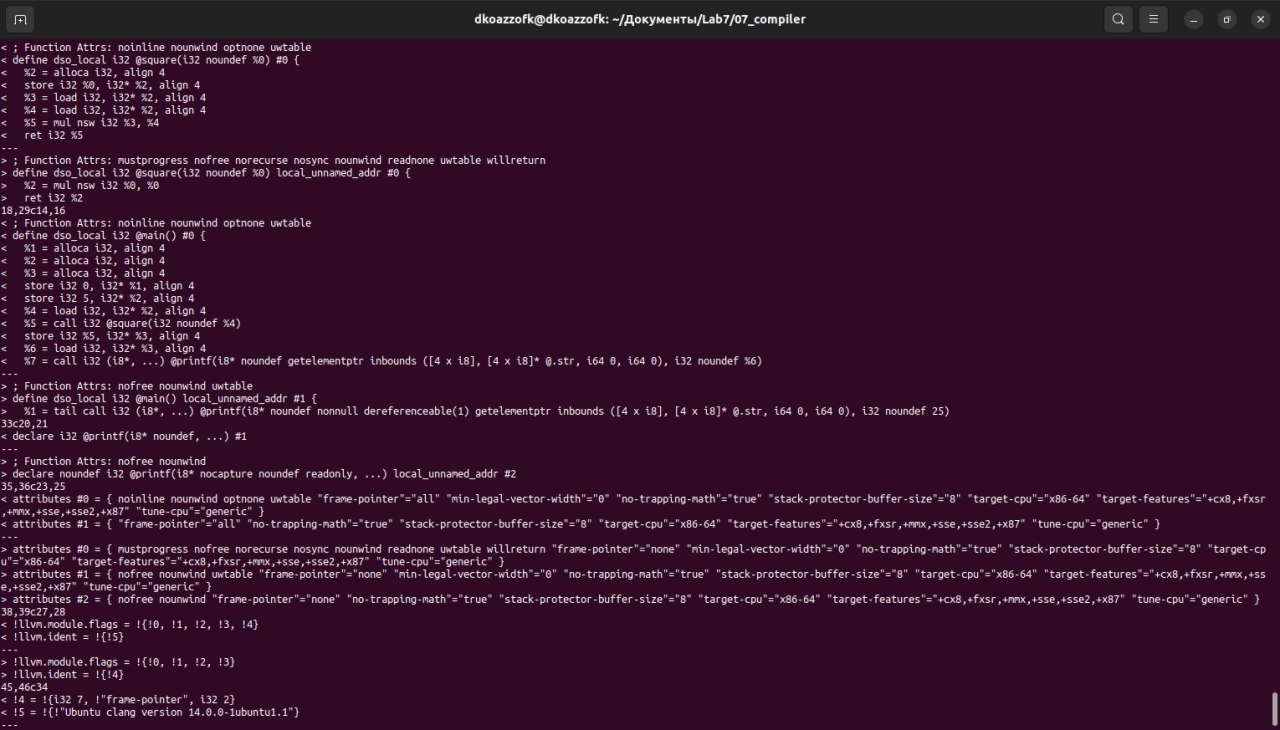 dkoazzofk@dkoazzofk: ~/Документы/Lab7/07_compiler
< ; Function Attrs: noinline nounwind optnone uwtable
< define dso_local i32 @square(i32 noundef %0) #0 {
<   %2 = alloca i32, align 4
<   store i32 %0, i32* %2, align 4
<   %3 = load i32, i32* %2, align 4
<   %4 = load i32, i32* %2, align 4
<   %5 = mul nsw i32 %3, %4
<   ret i32 %5
---
> ; Function Attrs: mustprogress nofree norecurse nosync nounwind readnone uwtable willreturn
> define dso_local i32 @square(i32 noundef %0) local_unnamed_addr #0 {
>   %2 = mul nsw i32 %0, %0
>   ret i32 %2
18,29c14,16
< ; Function Attrs: noinline nounwind optnone uwtable
< define dso_local i32 @main() #0 {
<   %1 = alloca i32, align 4
<   %2 = alloca i32, align 4
<   %3 = alloca i32, align 4
<   store i32 0, i32* %1, align 4
<   store i32 5, i32* %2, align 4
<   %4 = load i32, i32* %2, align 4
<   %5 = call i32 @square(i32 noundef %4)
<   store i32 %5, i32* %3, align 4
<   %6 = load i32, i32* %3, align 4
<   %7 = call i32 (i8*, ...) @printf(i8* noundef getelementptr inbounds ([4 x i8], [4 x i8]* @.str, i64 0, i64 0), i32 noundef %6)
---
> ; Function Attrs: nofree nounwind uwtable
> define dso_local i32 @main() local_unnamed_addr #1 {
>   %1 = tail call i32 (i8*, ...) @printf(i8* noundef nonnull dereferenceable(1) getelementptr inbounds ([4 x i8], [4 x i8]* @.str, i64 0, i64 0), i32 noundef 25)
33c20,21
< declare i32 @printf(i8* noundef, ...) #1
---
> ; Function Attrs: nofree nounwind
> declare noundef i32 @printf(i8* nocapture noundef readonly, ...) local_unnamed_addr #2
35,36c23,25
< attributes #0 = { noinline nounwind optnone uwtable "frame-pointer"="all" "min-legal-vector-width"="0" "no-trapping-math"="true" "stack-protector-buffer-size"="8" "target-cpu"="x86-64" "target-features"="+cx8,+fxsr
,+mmx,+sse,+sse2,+x87" "tune-cpu"="generic" }
< attributes #1 = { "frame-pointer"="all" "no-trapping-math"="true" "stack-protector-buffer-size"="8" "target-cpu"="x86-64" "target-features"="+cx8,+fxsr,+mmx,+sse,+sse2,+x87" "tune-cpu"="generic" }
---
> attributes #0 = { mustprogress nofree norecurse nosync nounwind readnone uwtable willreturn "frame-pointer"="none" "min-legal-vector-width"="0" "no-trapping-math"="true" "stack-protector-buffer-size"="8" "target-cp
u"="x86-64" "target-features"="+cx8,+fxsr,+mmx,+sse,+sse2,+x87" "tune-cpu"="generic" }
> attributes #1 = { nofree nounwind uwtable "frame-pointer"="none" "min-legal-vector-width"="0" "no-trapping-math"="true" "stack-protector-buffer-size"="8" "target-cpu"="x86-64" "target-features"="+cx8,+fxsr,+mmx,+ss
e,+sse2,+x87" "tune-cpu"="generic" }
> attributes #2 = { nofree nounwind "frame-pointer"="none" "no-trapping-math"="true" "stack-protector-buffer-size"="8" "target-cpu"="x86-64" "target-features"="+cx8,+fxsr,+mmx,+sse,+sse2,+x87" "tune-cpu"="generic" }
38,39c27,28
< !llvm.module.flags = !{!0, !1, !2, !3, !4}
< !llvm.ident = !{!5}
---
> !llvm.module.flags = !{!0, !1, !2, !3}
> !llvm.ident = !{!4}
45,46c34
< !4 = !{i32 7, !"frame-pointer", i32 2}
< !5 = !{!"Ubuntu clang version 14.0.0-1ubuntu1.1"}
---